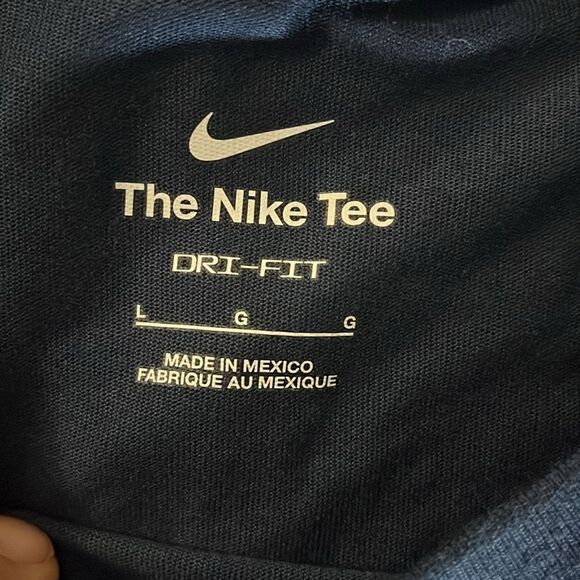 The Nike Tee
DRI-FIT
L G G
MADE IN MEXICO
FABRIQUE AU MEXIQUE